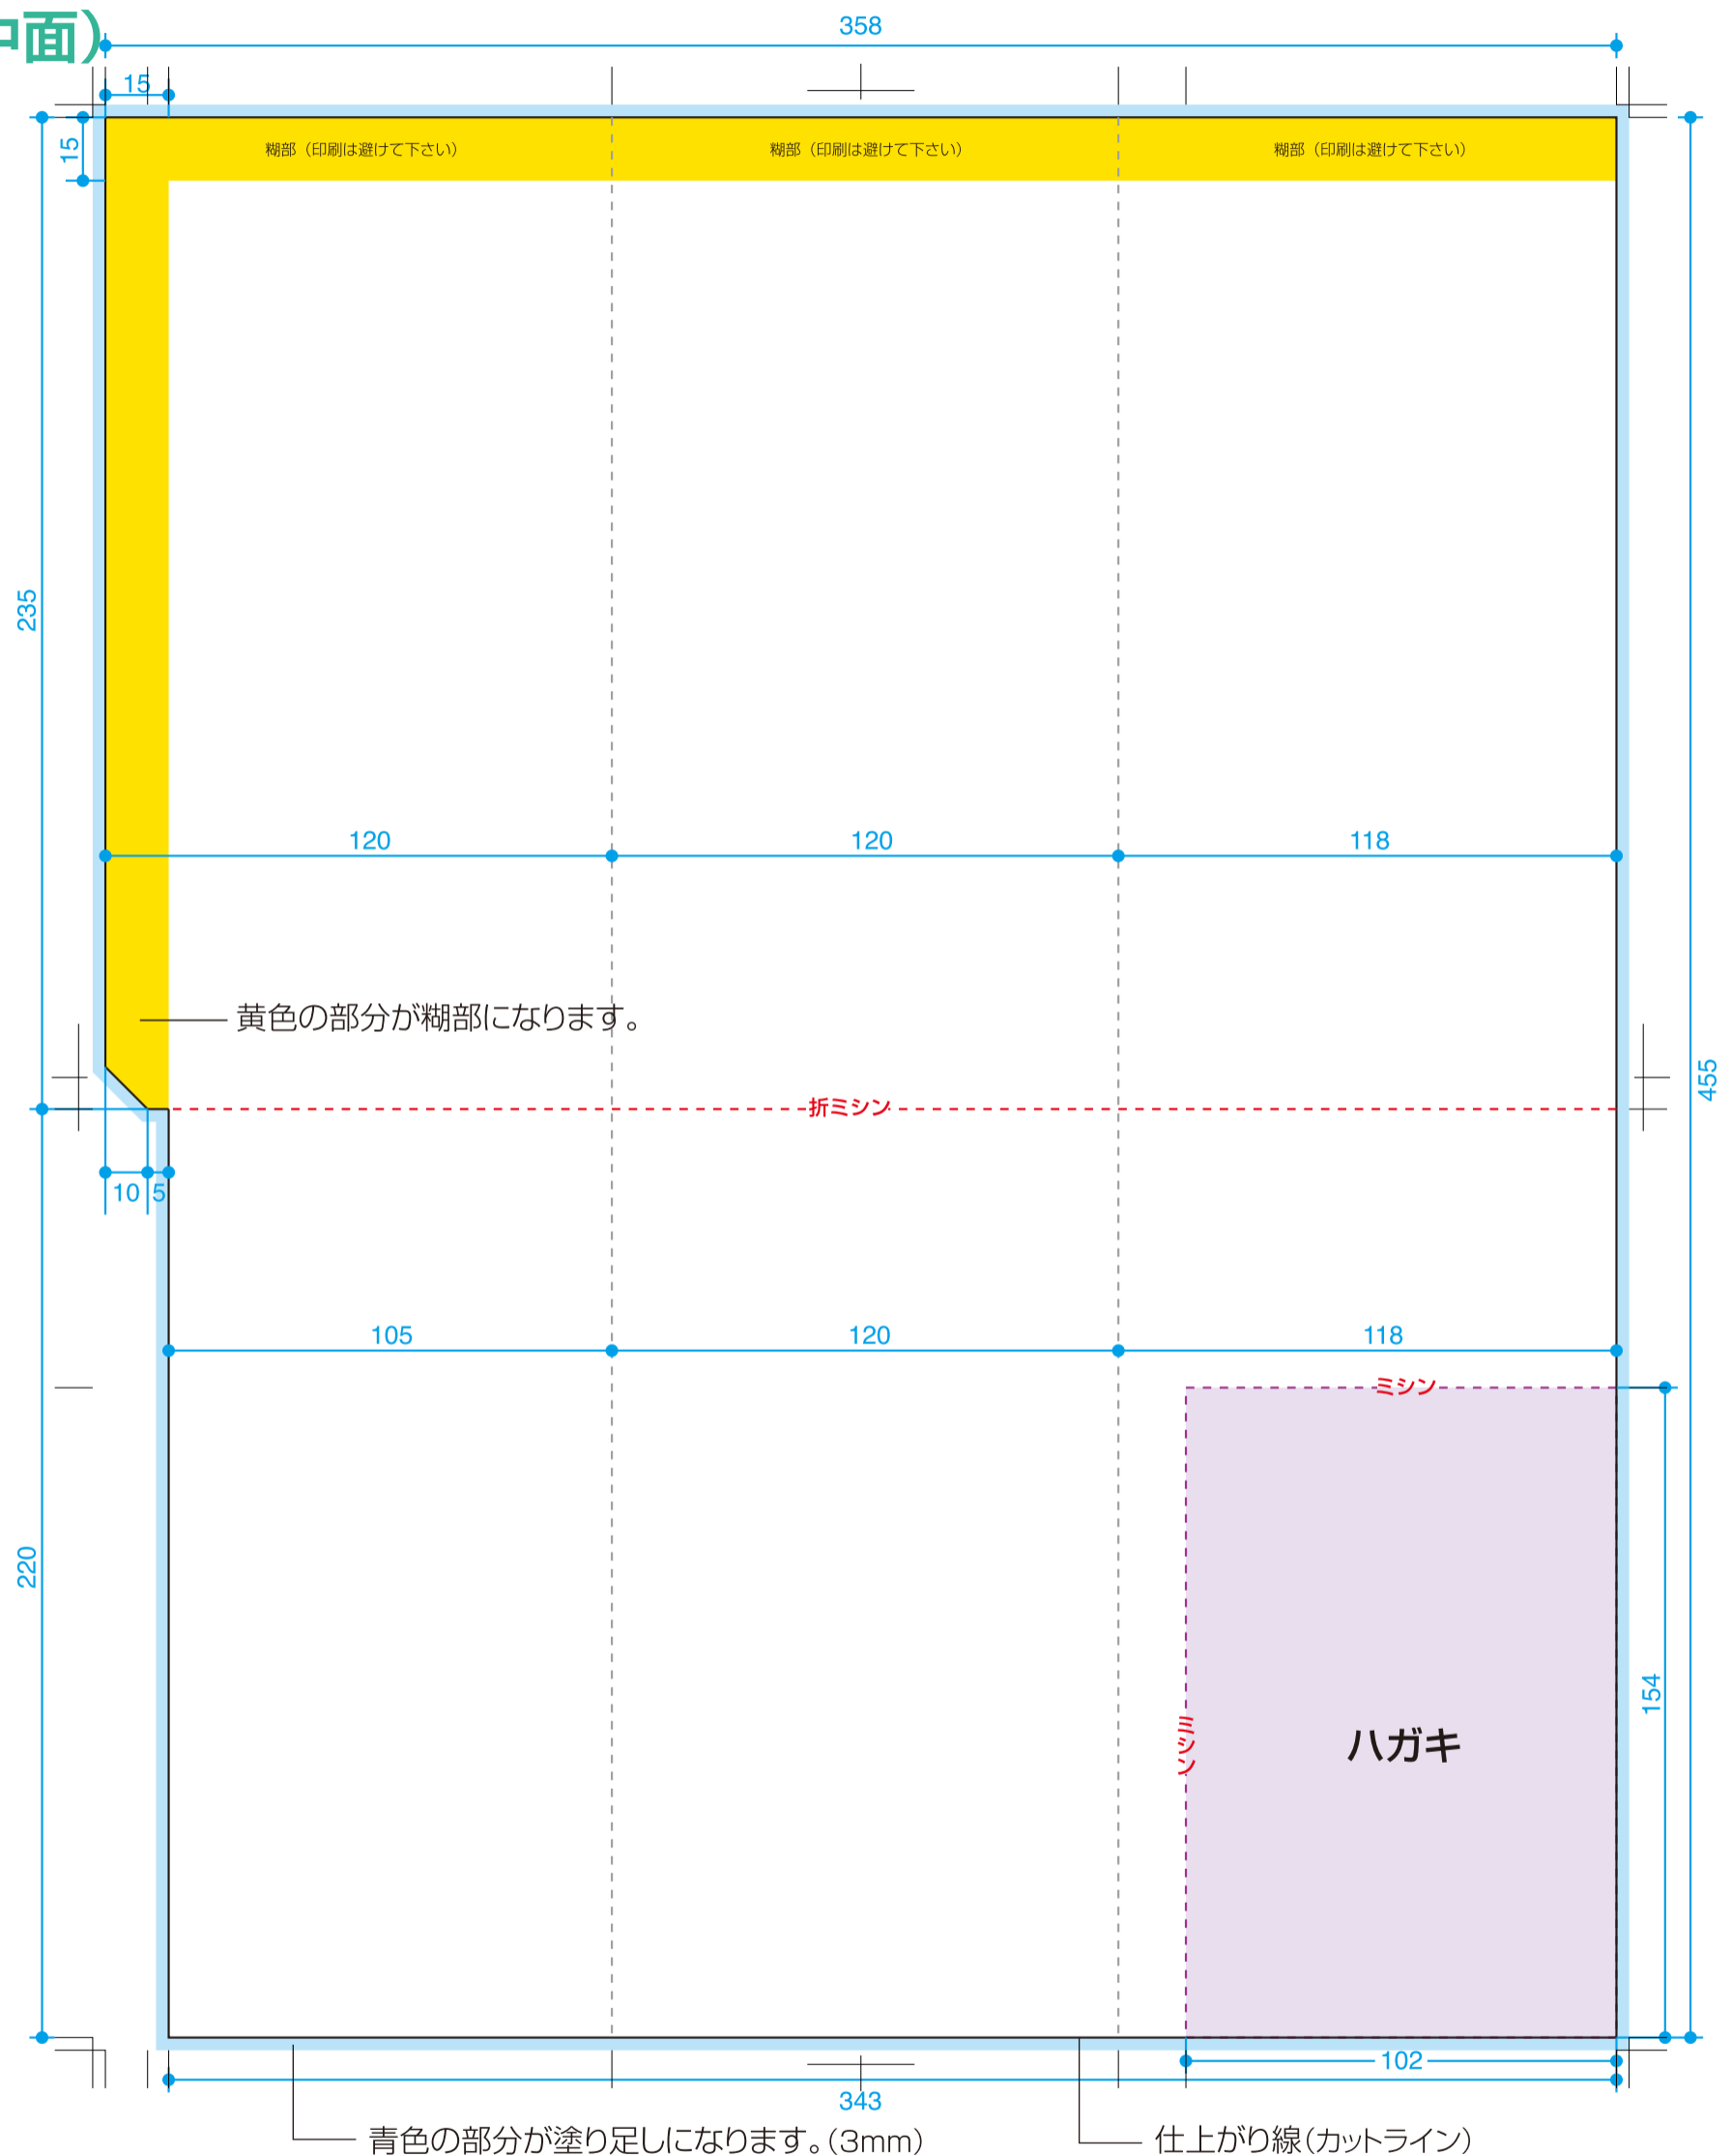 面)
358
15
15
糊部（印刷は避けて下さい）
糊部（印刷は避けて下さい）
糊部（印刷は避けて下さい）
235
120
120
118
黄色の部分が糊部になります。
455
折ミシン
10
5
105
120
118
ミシン
220
154
ミシン
ハガキ
102
343
青色の部分が塗り足しになります。(3mm)
仕上がり線(カットライン)